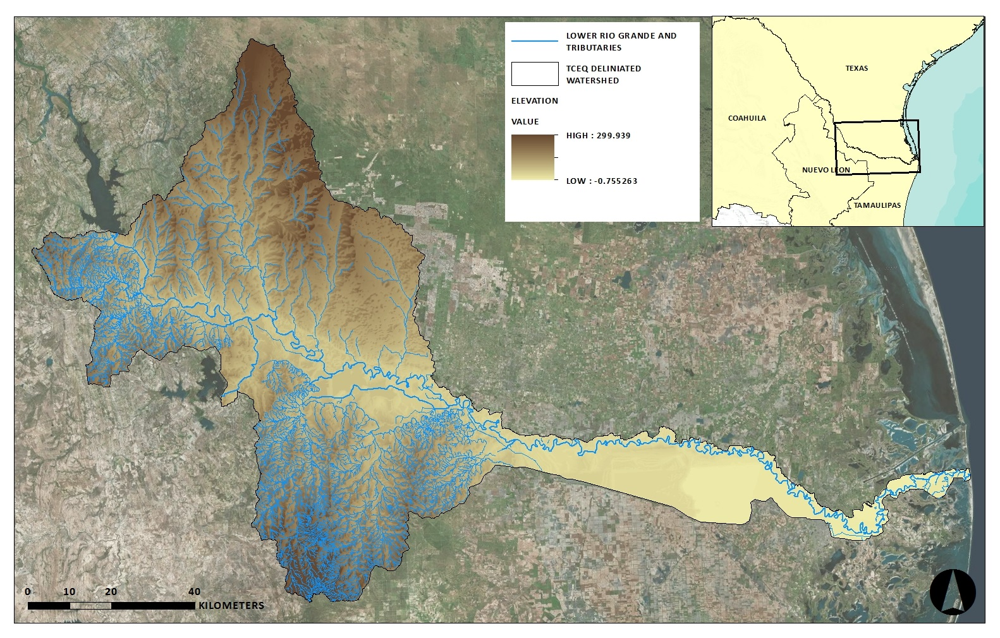 LOWER RIO GRANDE AND
TRIBUTARIES
TCEQ DELINIATED
WATERSHED
ELEVATION
VALUE
HIGH : 299.939
LOW : -0.755263
TEXAS
COAHUILA
NUEVO LEON
TAMAULIPAS
0 10 20 40
KILOMETERS